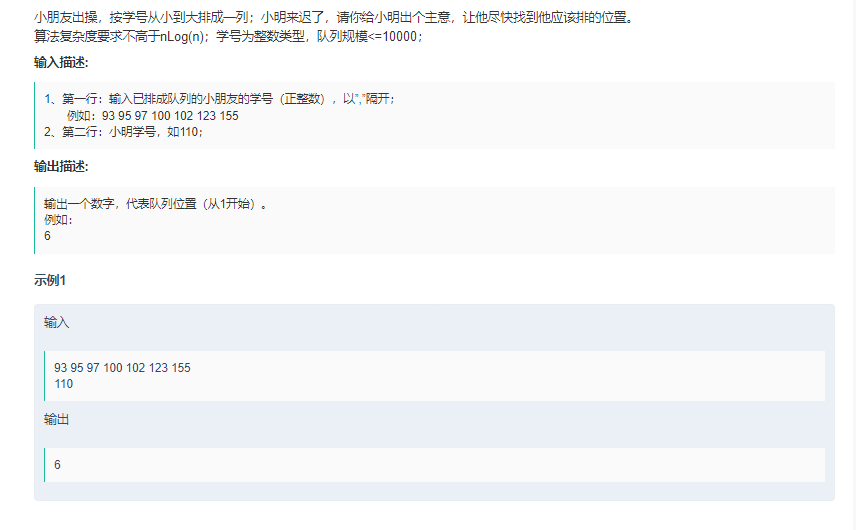 小朋友出操，按学号从小到大排成一列；小明来迟了，请你给小明出个主意，让他尽快找到他应该排的位置。
算法复杂度要求不高于nLog(n)；学号为整数类型，队列规模<=10000；
输入描述:
1、第一行：输入已排成队列的小朋友的学号（正整数），以”,”隔开；
例如：93 95 97 100 102 123 155
2、第二行：小明学号，如110；
输出描述:
输出一个数字，代表队列位置（从1开始）。
例如：
6
示例1
输入
93 95 97 100 102 123 155
110
输出
6